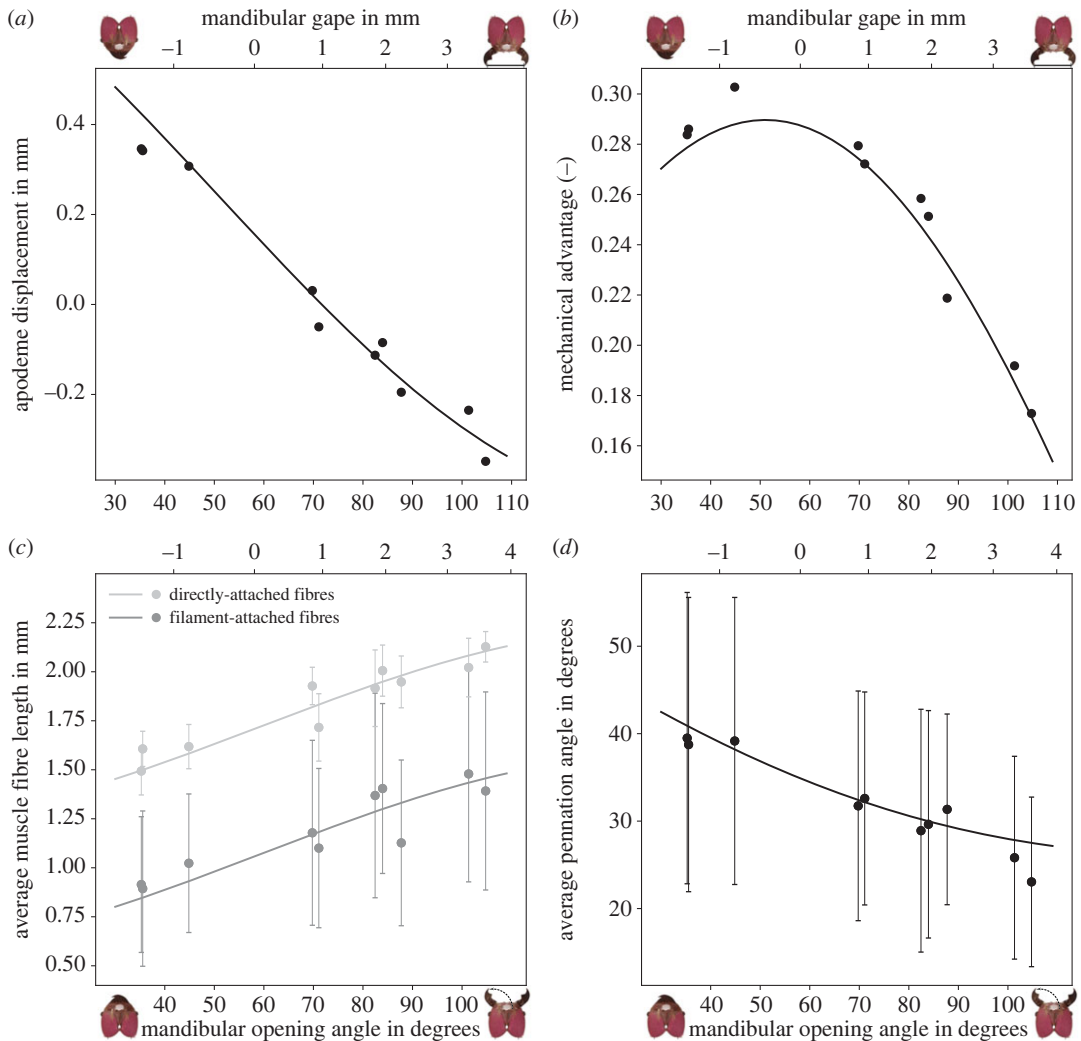 (a)
mandibular gape in mm
−1 0 1 2 3
apodeme displacement in mm
0.4
0.2
0.0
−0.2
30 40 50 60 70 80 90 100 110
(b)
mandibular gape in mm
−1 0 1 2 3
mechanical advantage (–)
0.30
0.28
0.26
0.24
0.22
0.20
0.18
0.16
30 40 50 60 70 80 90 100 110
(c)
−1 0 1 2 3 4
directly-attached fibres
filament-attached fibres
average muscle fibre length in mm
2.25
2.00
1.75
1.50
1.25
1.00
0.75
0.50
40 50 60 70 80 90 100
mandibular opening angle in degrees
(d)
−1 0 1 2 3 4
average pennation angle in degrees
50
40
30
20
40 50 60 70 80 90 100
mandibular opening angle in degrees